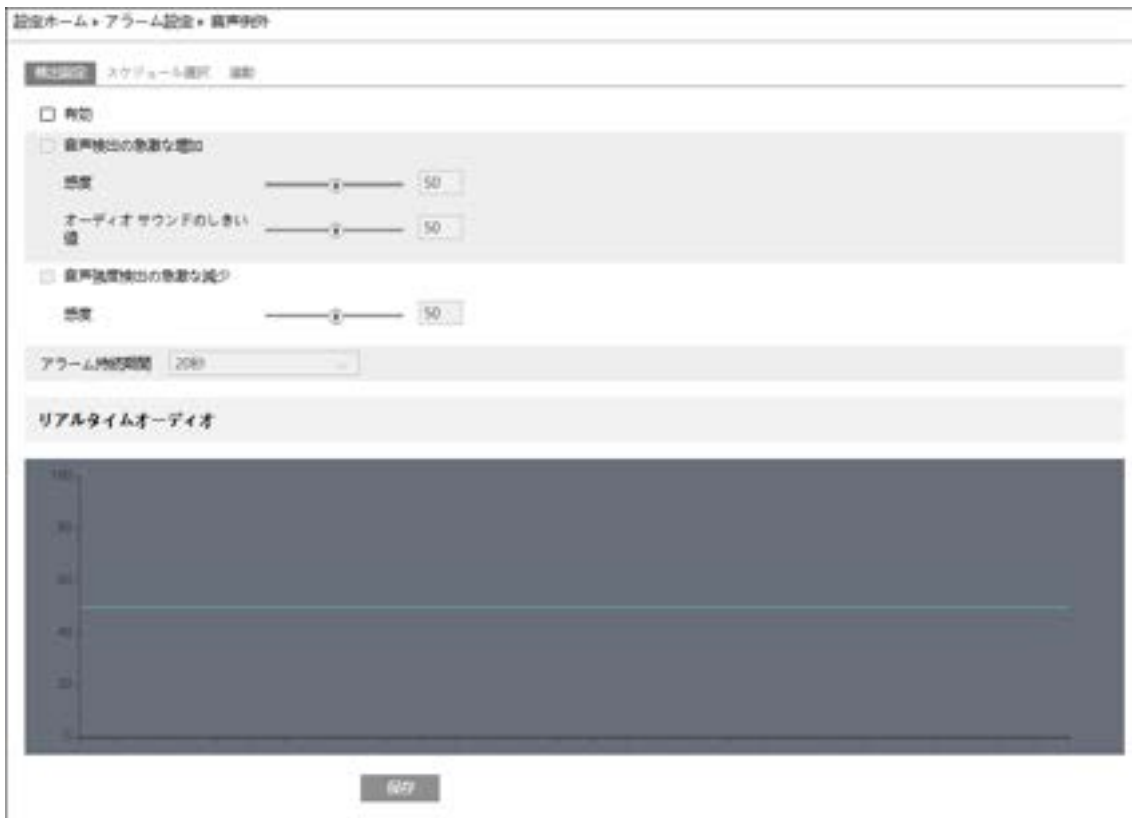 設定ホーム▸アラーム設定▸音声例外
検出設定 スケジュール選択 連動
有効
音声検出の急激な増加
感度 50
オーディオ サウンドのしきい
値 50
音声強度検出の急激な減少
感度 50
アラーム持続期間 20秒
リアルタイムオーディオ
100
80
60
40
20
0
保存